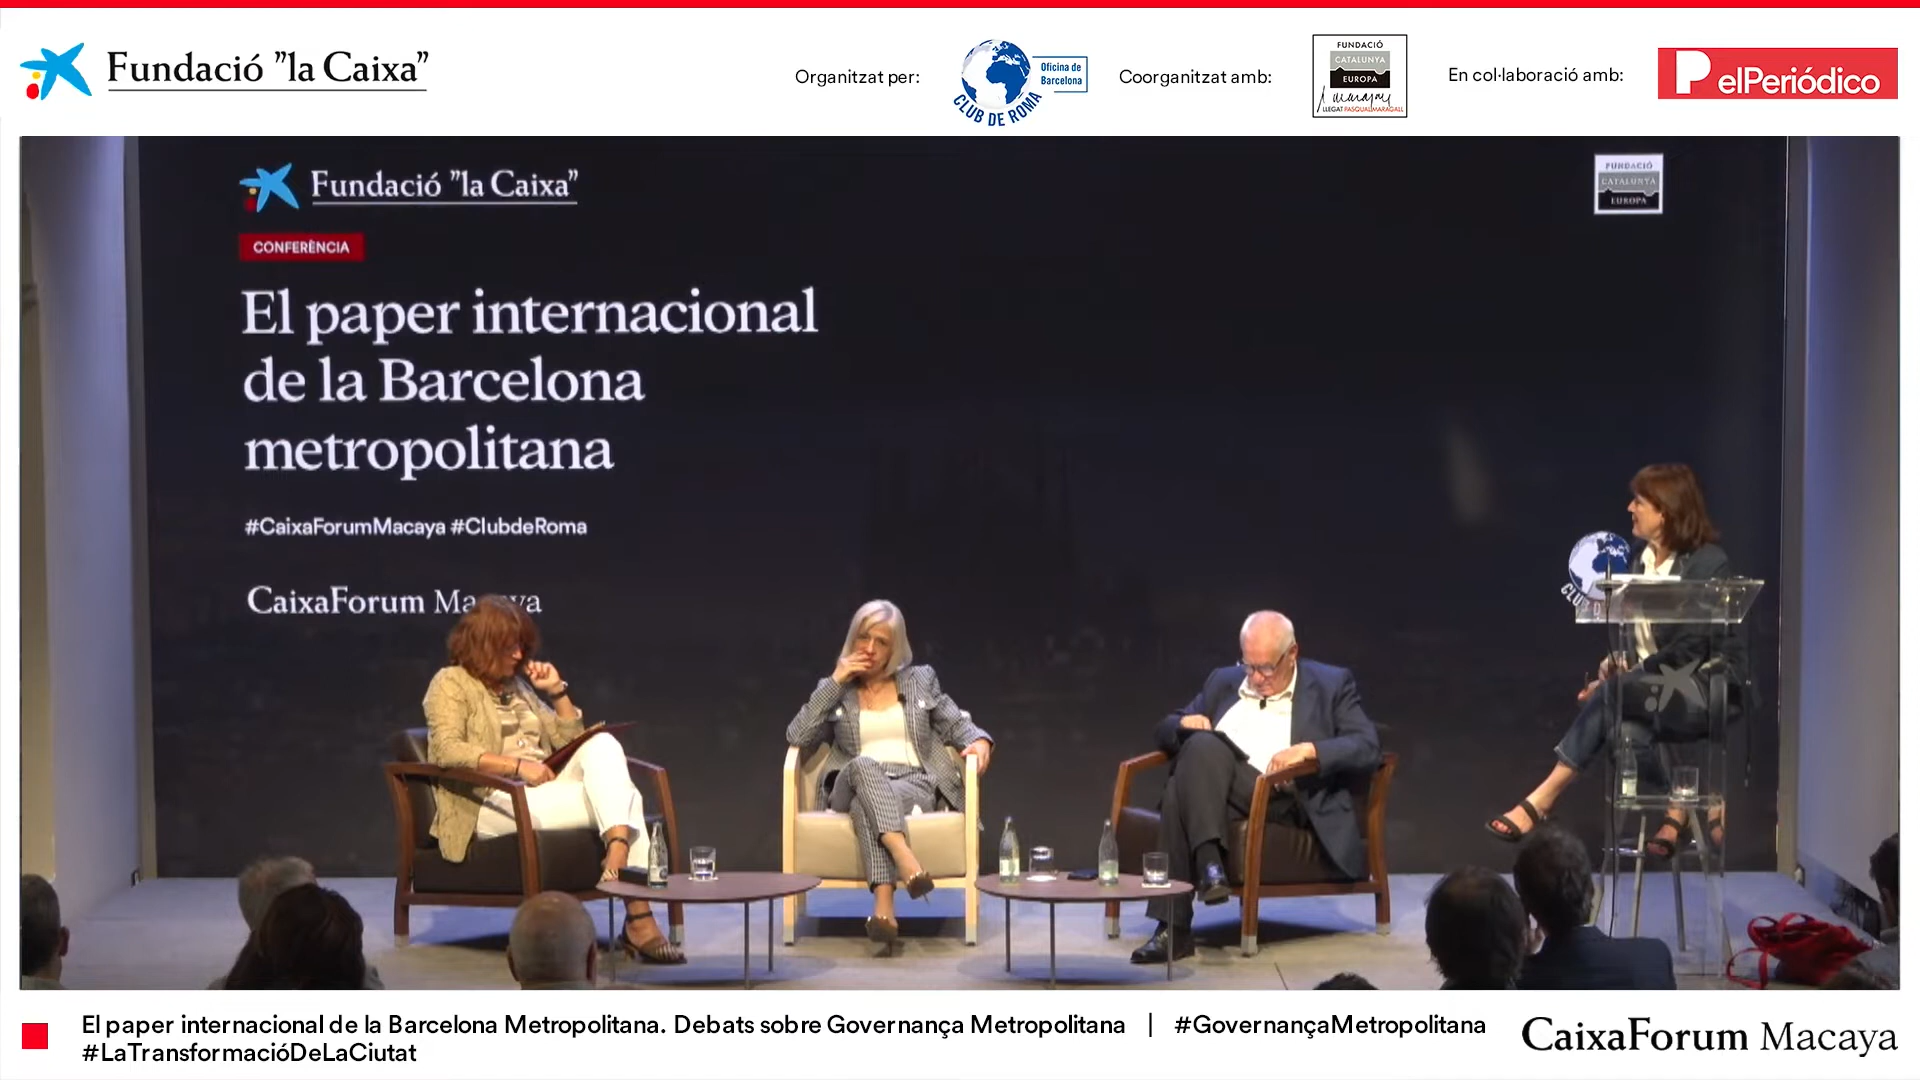 Fundació "la Caixa"
Organitzat per:
CLUB DE ROMA
Oficina de
Barcelona
Coorganitzat amb:
FUNDACIÓ
CATALUNYA
EUROPA
LLEGAT PASQUAL MARAGALL
En col·laboració amb:
elPeriódico
Fundació "la Caixa"
FUNDACIÓ
CATALUNYA
EUROPA
CONFERÈNCIA
El paper internacional
de la Barcelona
metropolitana
#CaixaForumMacaya #ClubdeRoma
CaixaForum
El paper internacional de la Barcelona Metropolitana. Debats sobre Governança Metropolitana | #GovernançaMetropolitana
#LaTransformacióDeLaCiutat
CaixaForum Macaya